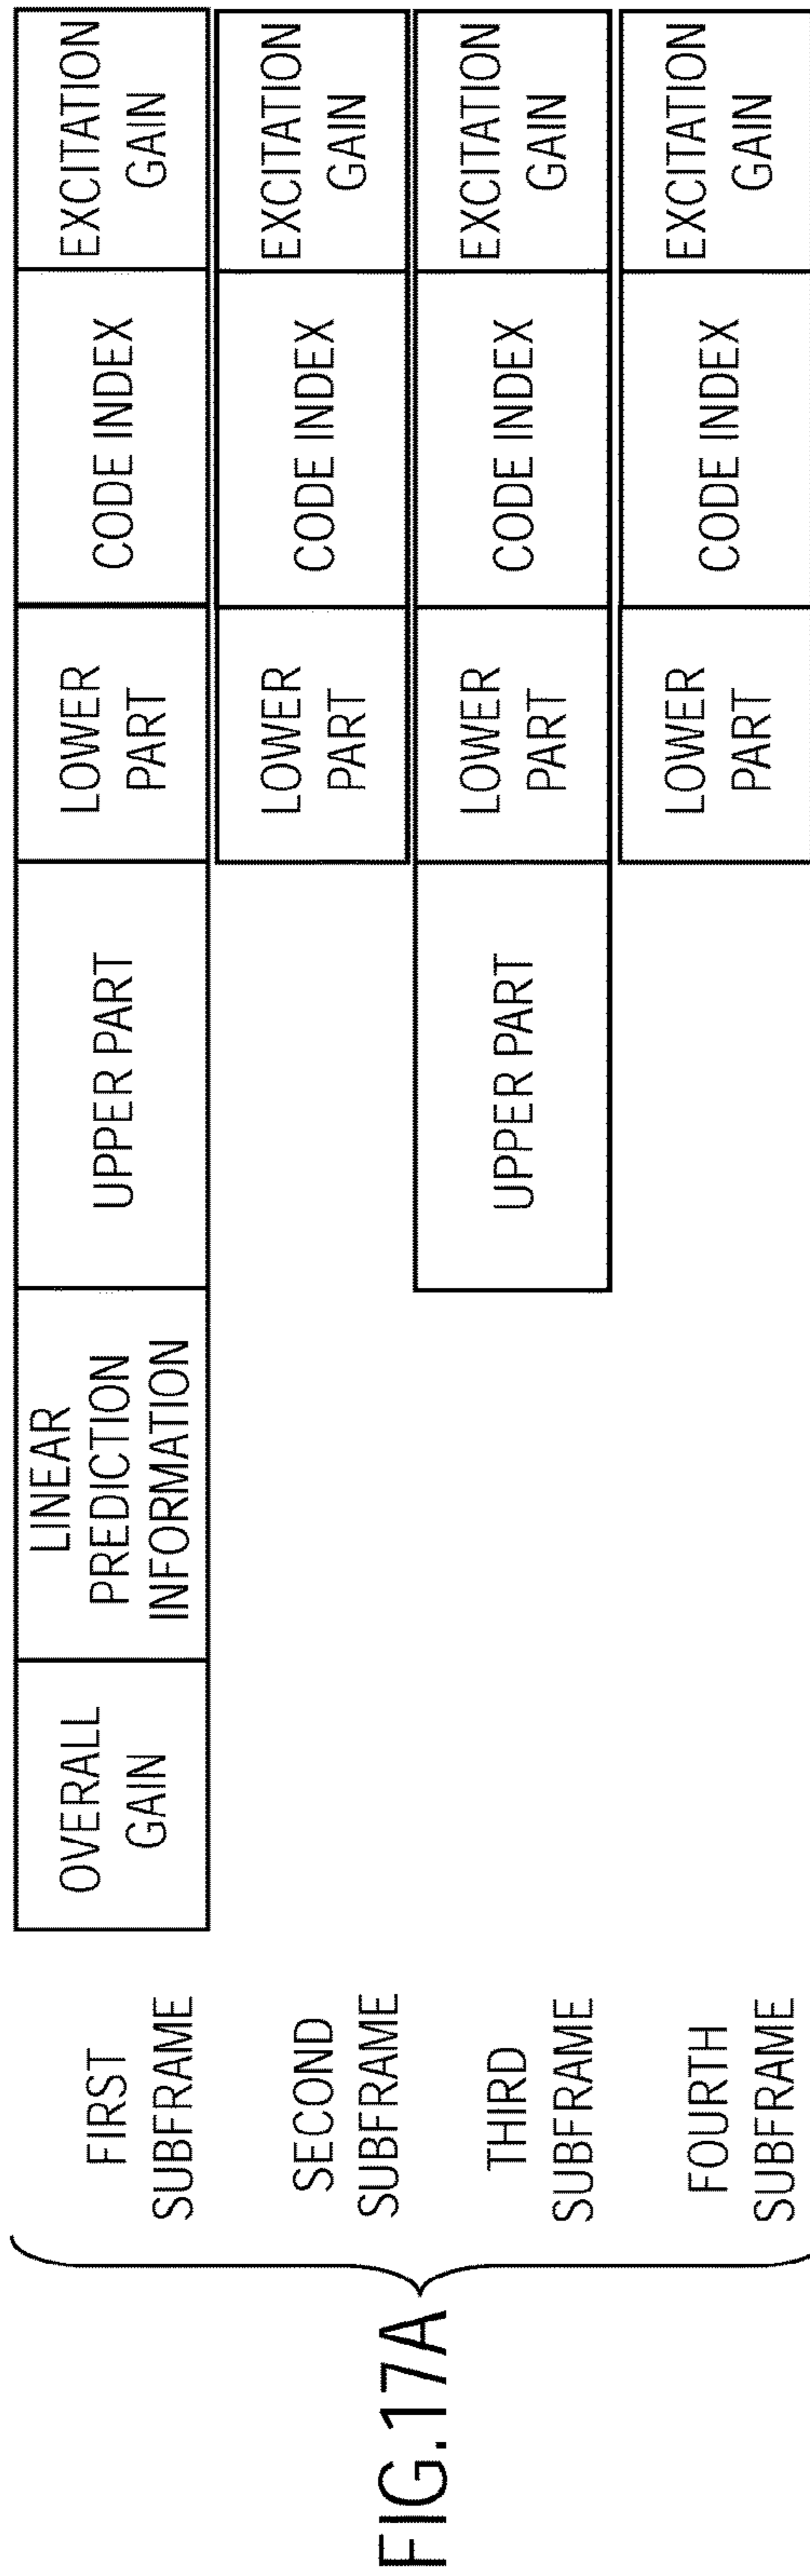 FIG.17A
FIRST
SUBFRAME
OVERALL
GAIN
LINEAR
PREDICTION
INFORMATION
UPPER PART
LOWER
PART
CODE INDEX
EXCITATION
GAIN
SECOND
SUBFRAME
LOWER
PART
CODE INDEX
EXCITATION
GAIN
THIRD
SUBFRAME
UPPER PART
LOWER
PART
CODE INDEX
EXCITATION
GAIN
FOURTH
SUBFRAME
LOWER
PART
CODE INDEX
EXCITATION
GAIN